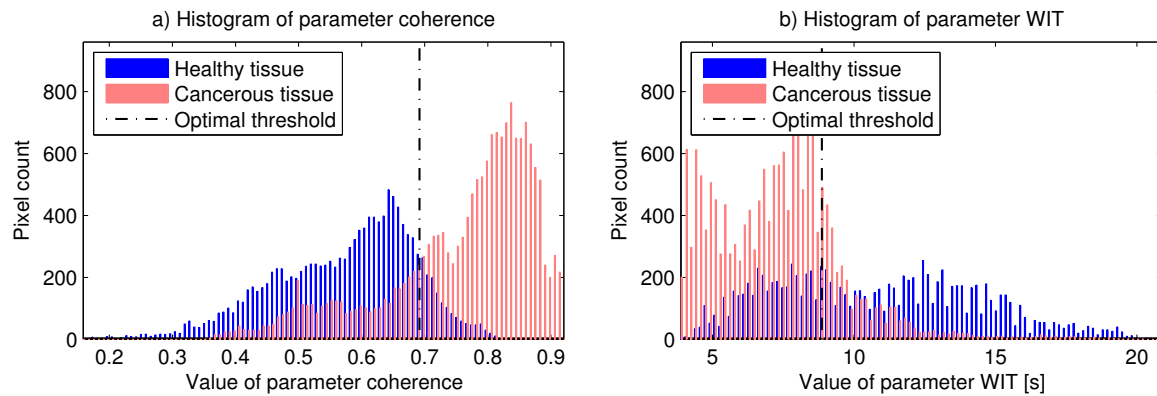 a) Histogram of parameter coherence
Healthy tissue
Cancerous tissue
Optimal threshold
Pixel count
800
600
400
200
0
0.2 0.3 0.4 0.5 0.6 0.7 0.8 0.9
Value of parameter coherence
b) Histogram of parameter WIT
Healthy tissue
Cancerous tissue
Optimal threshold
Pixel count
800
600
400
200
0
5 10 15 20
Value of parameter WIT [s]